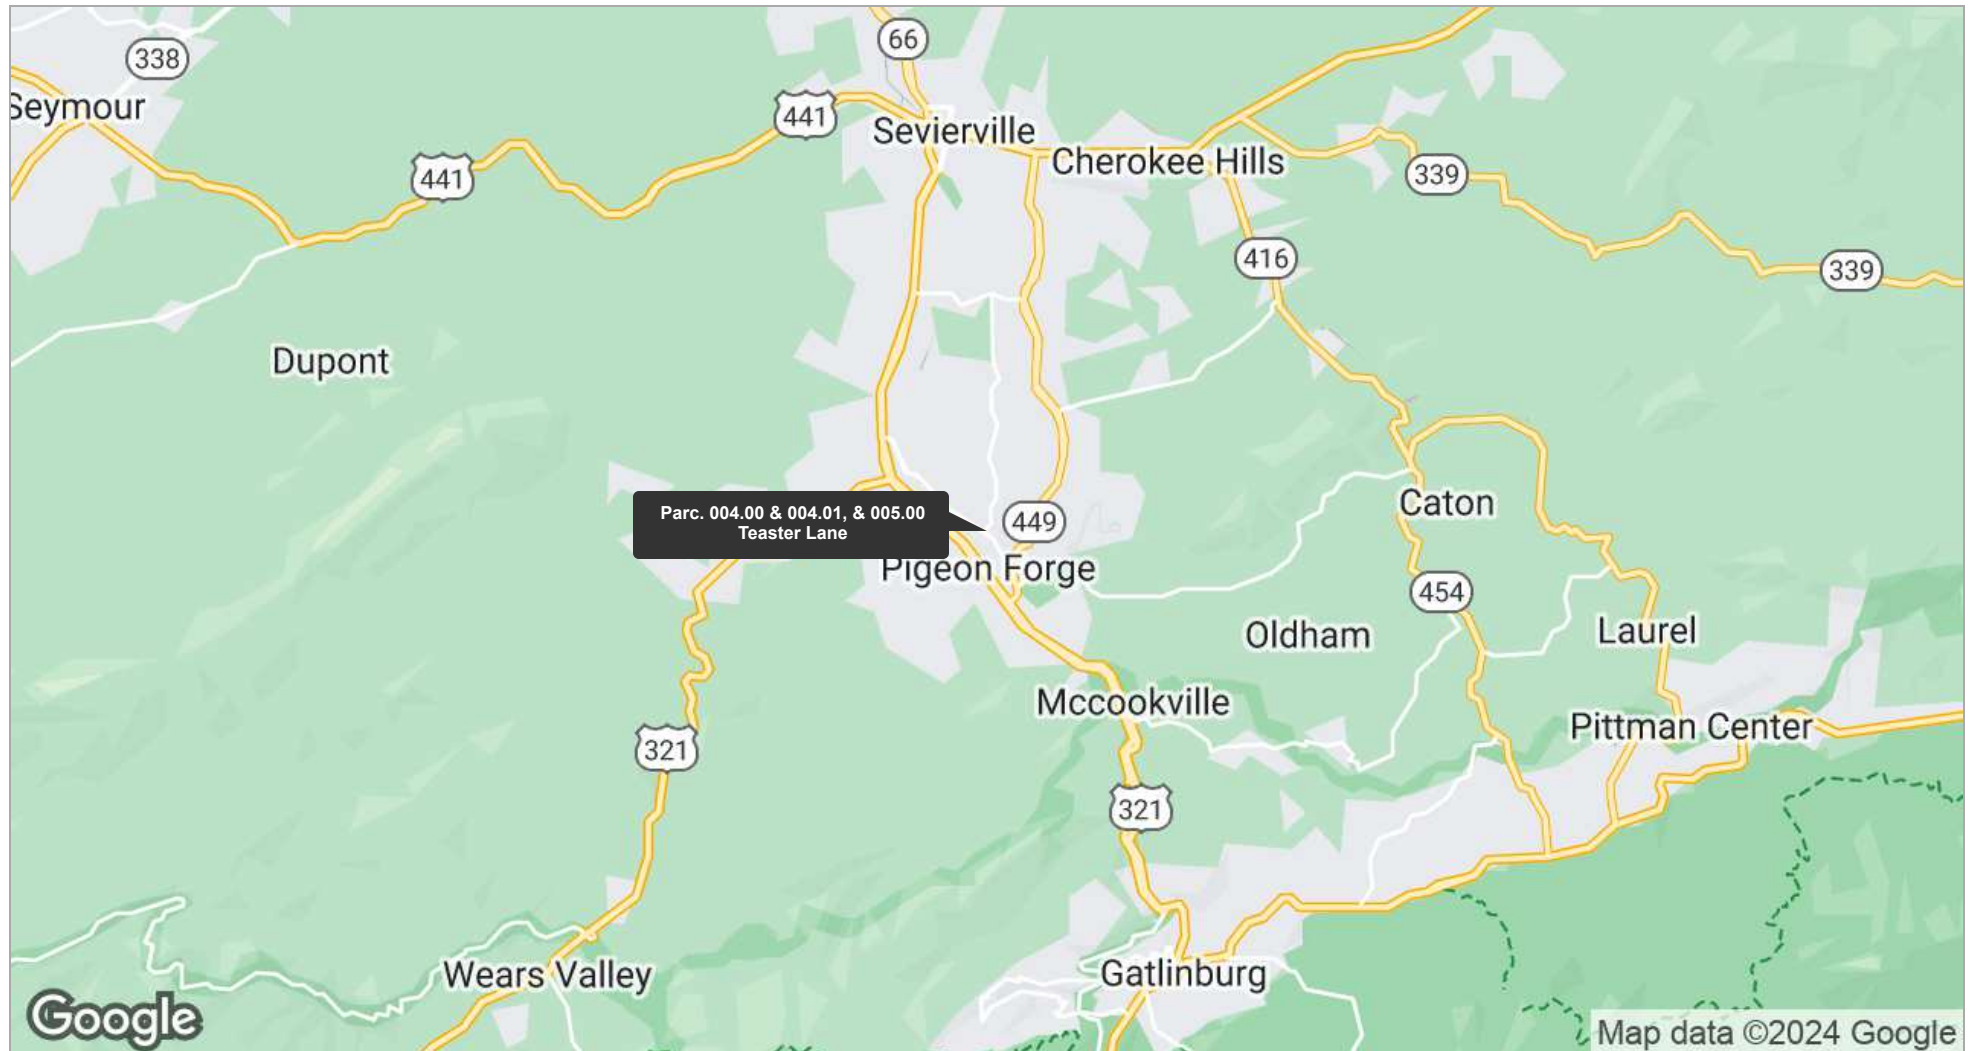 66
338
Seymour
441
Sevierville
Cherokee Hills
441
339
416
339
Dupont
Parc. 004.00 & 004.01, & 005.00
Teaster Lane
Caton
449
Pigeon Forge
454
Oldham
Laurel
Mccookville
Pittman Center
321
321
Wears Valley
Gatlinburg
Google
Map data ©2024 Google